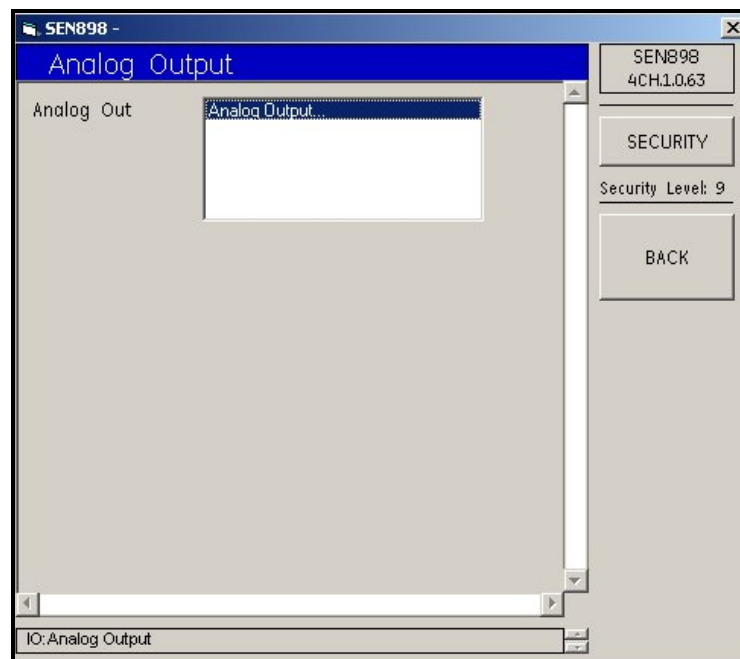 SEN898 -
Analog Output
SEN898
4CH.1.0.63
Analog Out
Analog Output...
SECURITY
Security Level: 9
BACK
IO:Analog Output